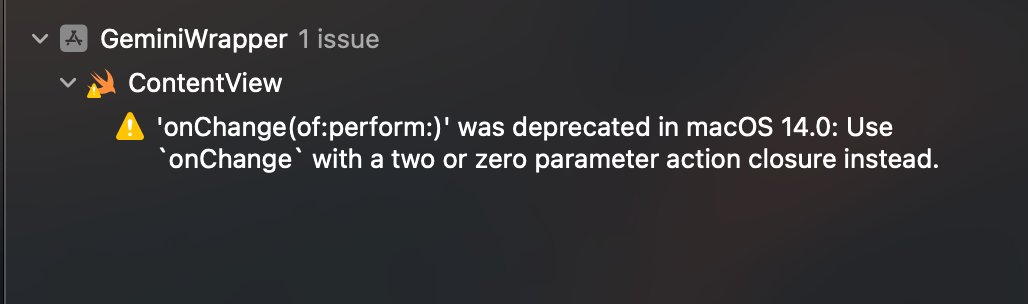 GeminiWrapper 1 issue
ContentView
'onChange(of:perform:)' was deprecated in macOS 14.0: Use
`onChange` with a two or zero parameter action closure instead.